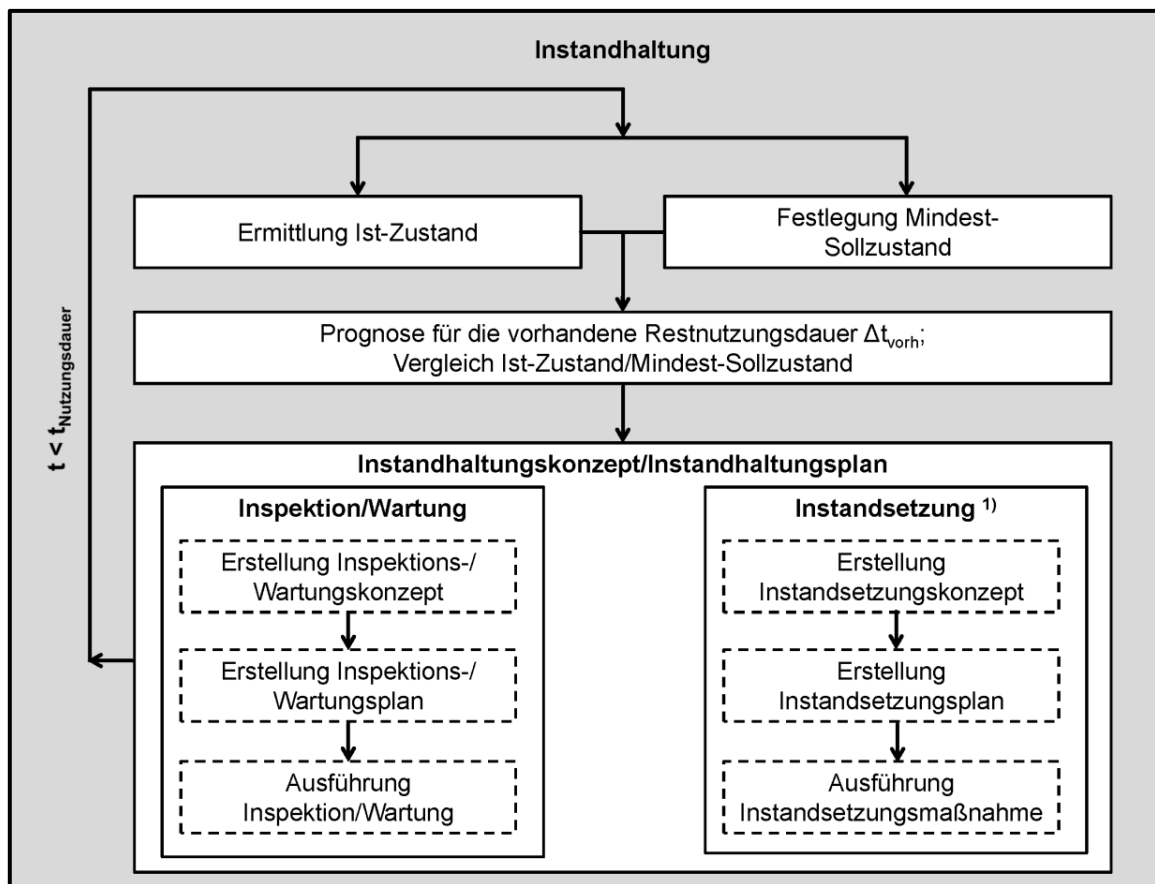 Instandhaltung
Ermittlung Ist-Zustand
Festlegung Mindest-
Sollzustand
t < tNutzungsdauer
Prognose für die vorhandene Restnutzungsdauer Δtvorh;
Vergleich Ist-Zustand/Mindest-Sollzustand
Instandhaltungskonzept/Instandhaltungsplan
Inspektion/Wartung
Erstellung Inspektions-/
Wartungskonzept
Erstellung Inspektions-/
Wartungsplan
Ausführung
Inspektion/Wartung
Instandsetzung 1)
Erstellung
Instandsetzungskonzept
Erstellung
Instandsetzungsplan
Ausführung
Instandsetzungsmaßnahme